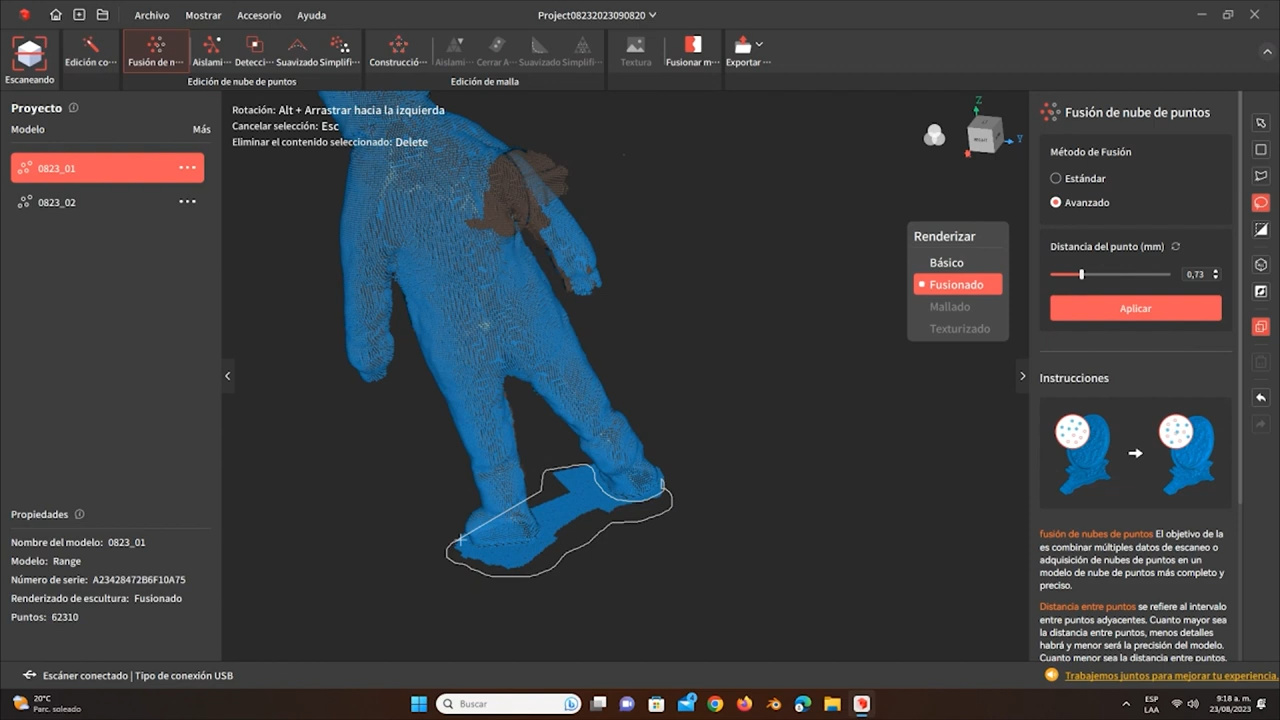 Archivo
Mostrar
Accesorio
Ayuda
Project08232023090820
Escaneando
Edición co···
Fusión de n···
Aislami···
Detecci···
Suavizado
Simplifi···
Edición de nube de puntos
Construcció···
Aislami···
Cerrar A···
Suavizado
Simplifi···
Edición de malla
Textura
Fusionar m···
Exportar ···
Proyecto
Modelo
Más
0823_01
0823_02
Rotación: Alt + Arrastrar hacia la izquierda
Cancelar selección: Esc
Eliminar el contenido seleccionado: Delete
Z
Y
Renderizar
Básico
Fusionado
Mallado
Texturizado
Fusión de nube de puntos
Método de Fusión
Estándar
Avanzado
Distancia del punto (mm)
0,73
Aplicar
Instrucciones
fusión de nubes de puntos El objetivo de la
es combinar múltiples datos de escaneo o
adquisición de nubes de puntos en un
modelo de nube de puntos más completo y
preciso.
Distancia entre puntos se refiere al intervalo
entre puntos adyacentes. Cuanto mayor sea
la distancia entre puntos, menos detalles
habrá y menor será la precisión del modelo.
Cuanto menor sea la distancia entre puntos,
Propiedades
Nombre del modelo: 0823_01
Modelo: Range
Número de serie: A23428472B6F10A75
Renderizado de escultura: Fusionado
Puntos: 62310
Escáner conectado | Tipo de conexión USB
Trabajemos juntos para mejorar tu experiencia.
20°C
Parc. soleado
Buscar
ESP
LAA
9:18 a. m.
23/08/2023